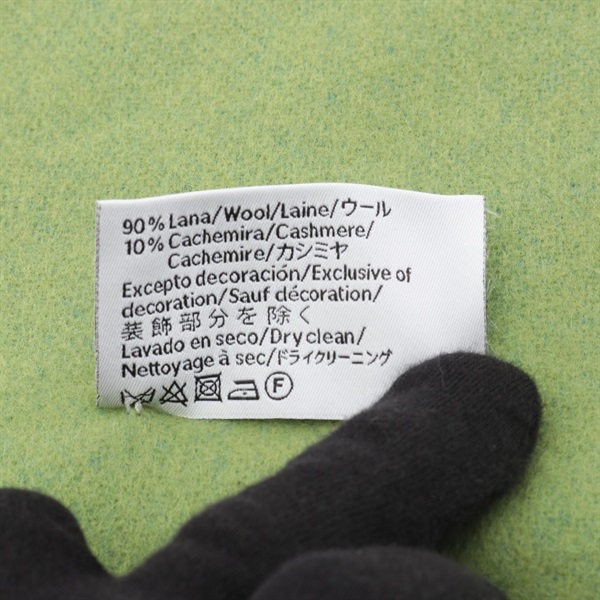 90% Lana/Wool/Laine/ウール
10% Cachemira/Cashmere/
Cachemire/カシミヤ
Excepto decoración/Exclusive of
decoration/Sauf décoration/
装飾部分を除く
Lavado en seco/Dry clean/
Nettoyage à sec/ドライクリーニング
F